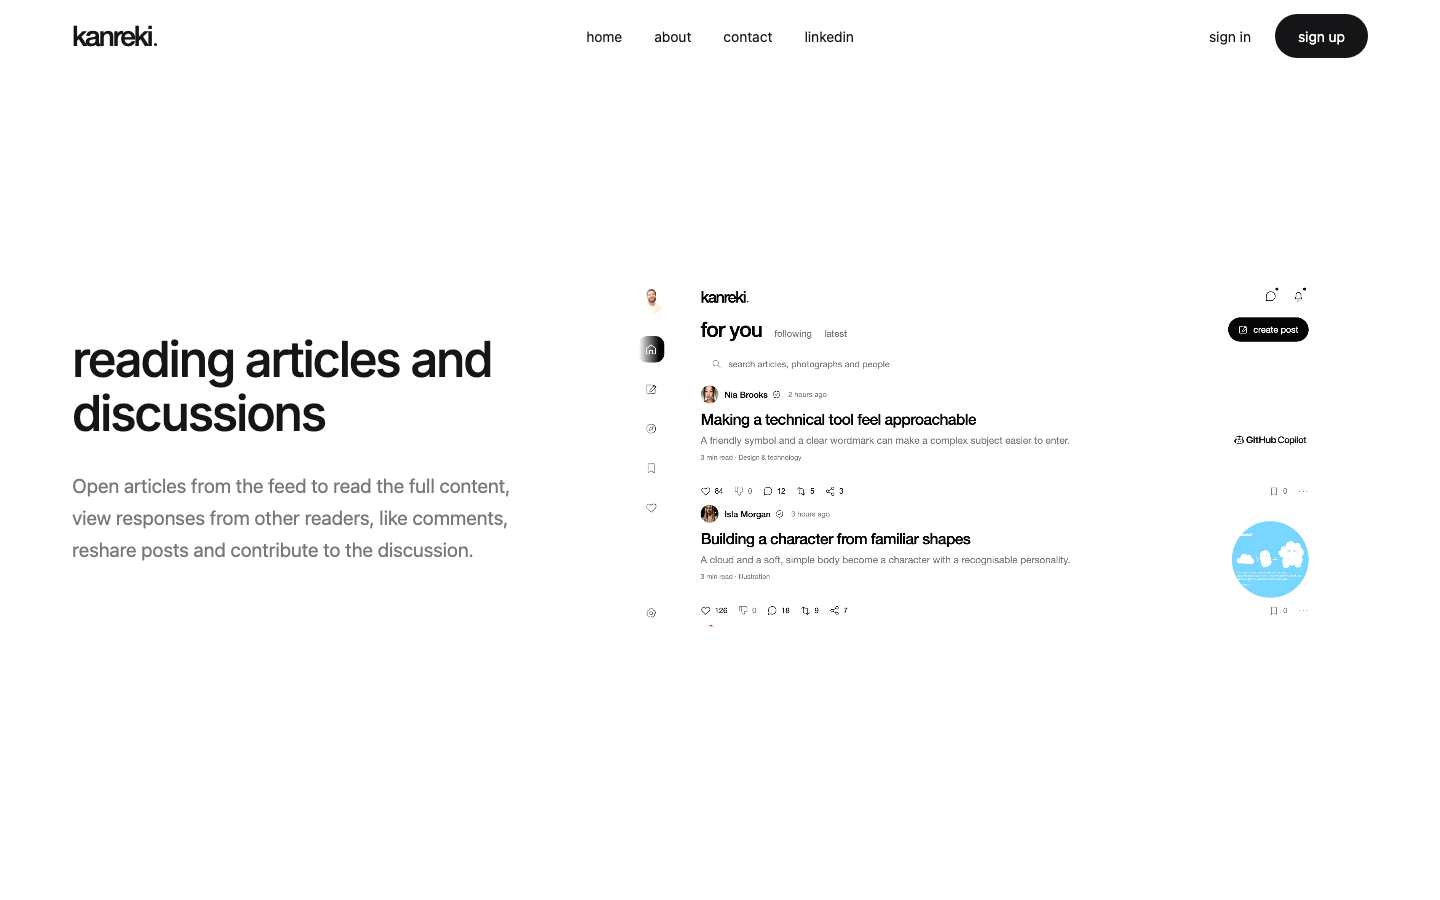 kanreki.
home about contact linkedin
sign in sign up
reading articles and
discussions
Open articles from the feed to read the full content,
view responses from other readers, like comments,
reshare posts and contribute to the discussion.
kanreki.
for you following latest
create post
search articles, photographs and people
Nia Brooks 2 hours ago
Making a technical tool feel approachable
A friendly symbol and a clear wordmark can make a complex subject easier to enter.
3 min read · Design & technology
GitHub Copilot
84 0 12 5 3 0 ...
Isla Morgan 3 hours ago
Building a character from familiar shapes
A cloud and a soft, simple body become a character with a recognisable personality.
3 min read · Illustration
126 0 18 9 7 0 ...